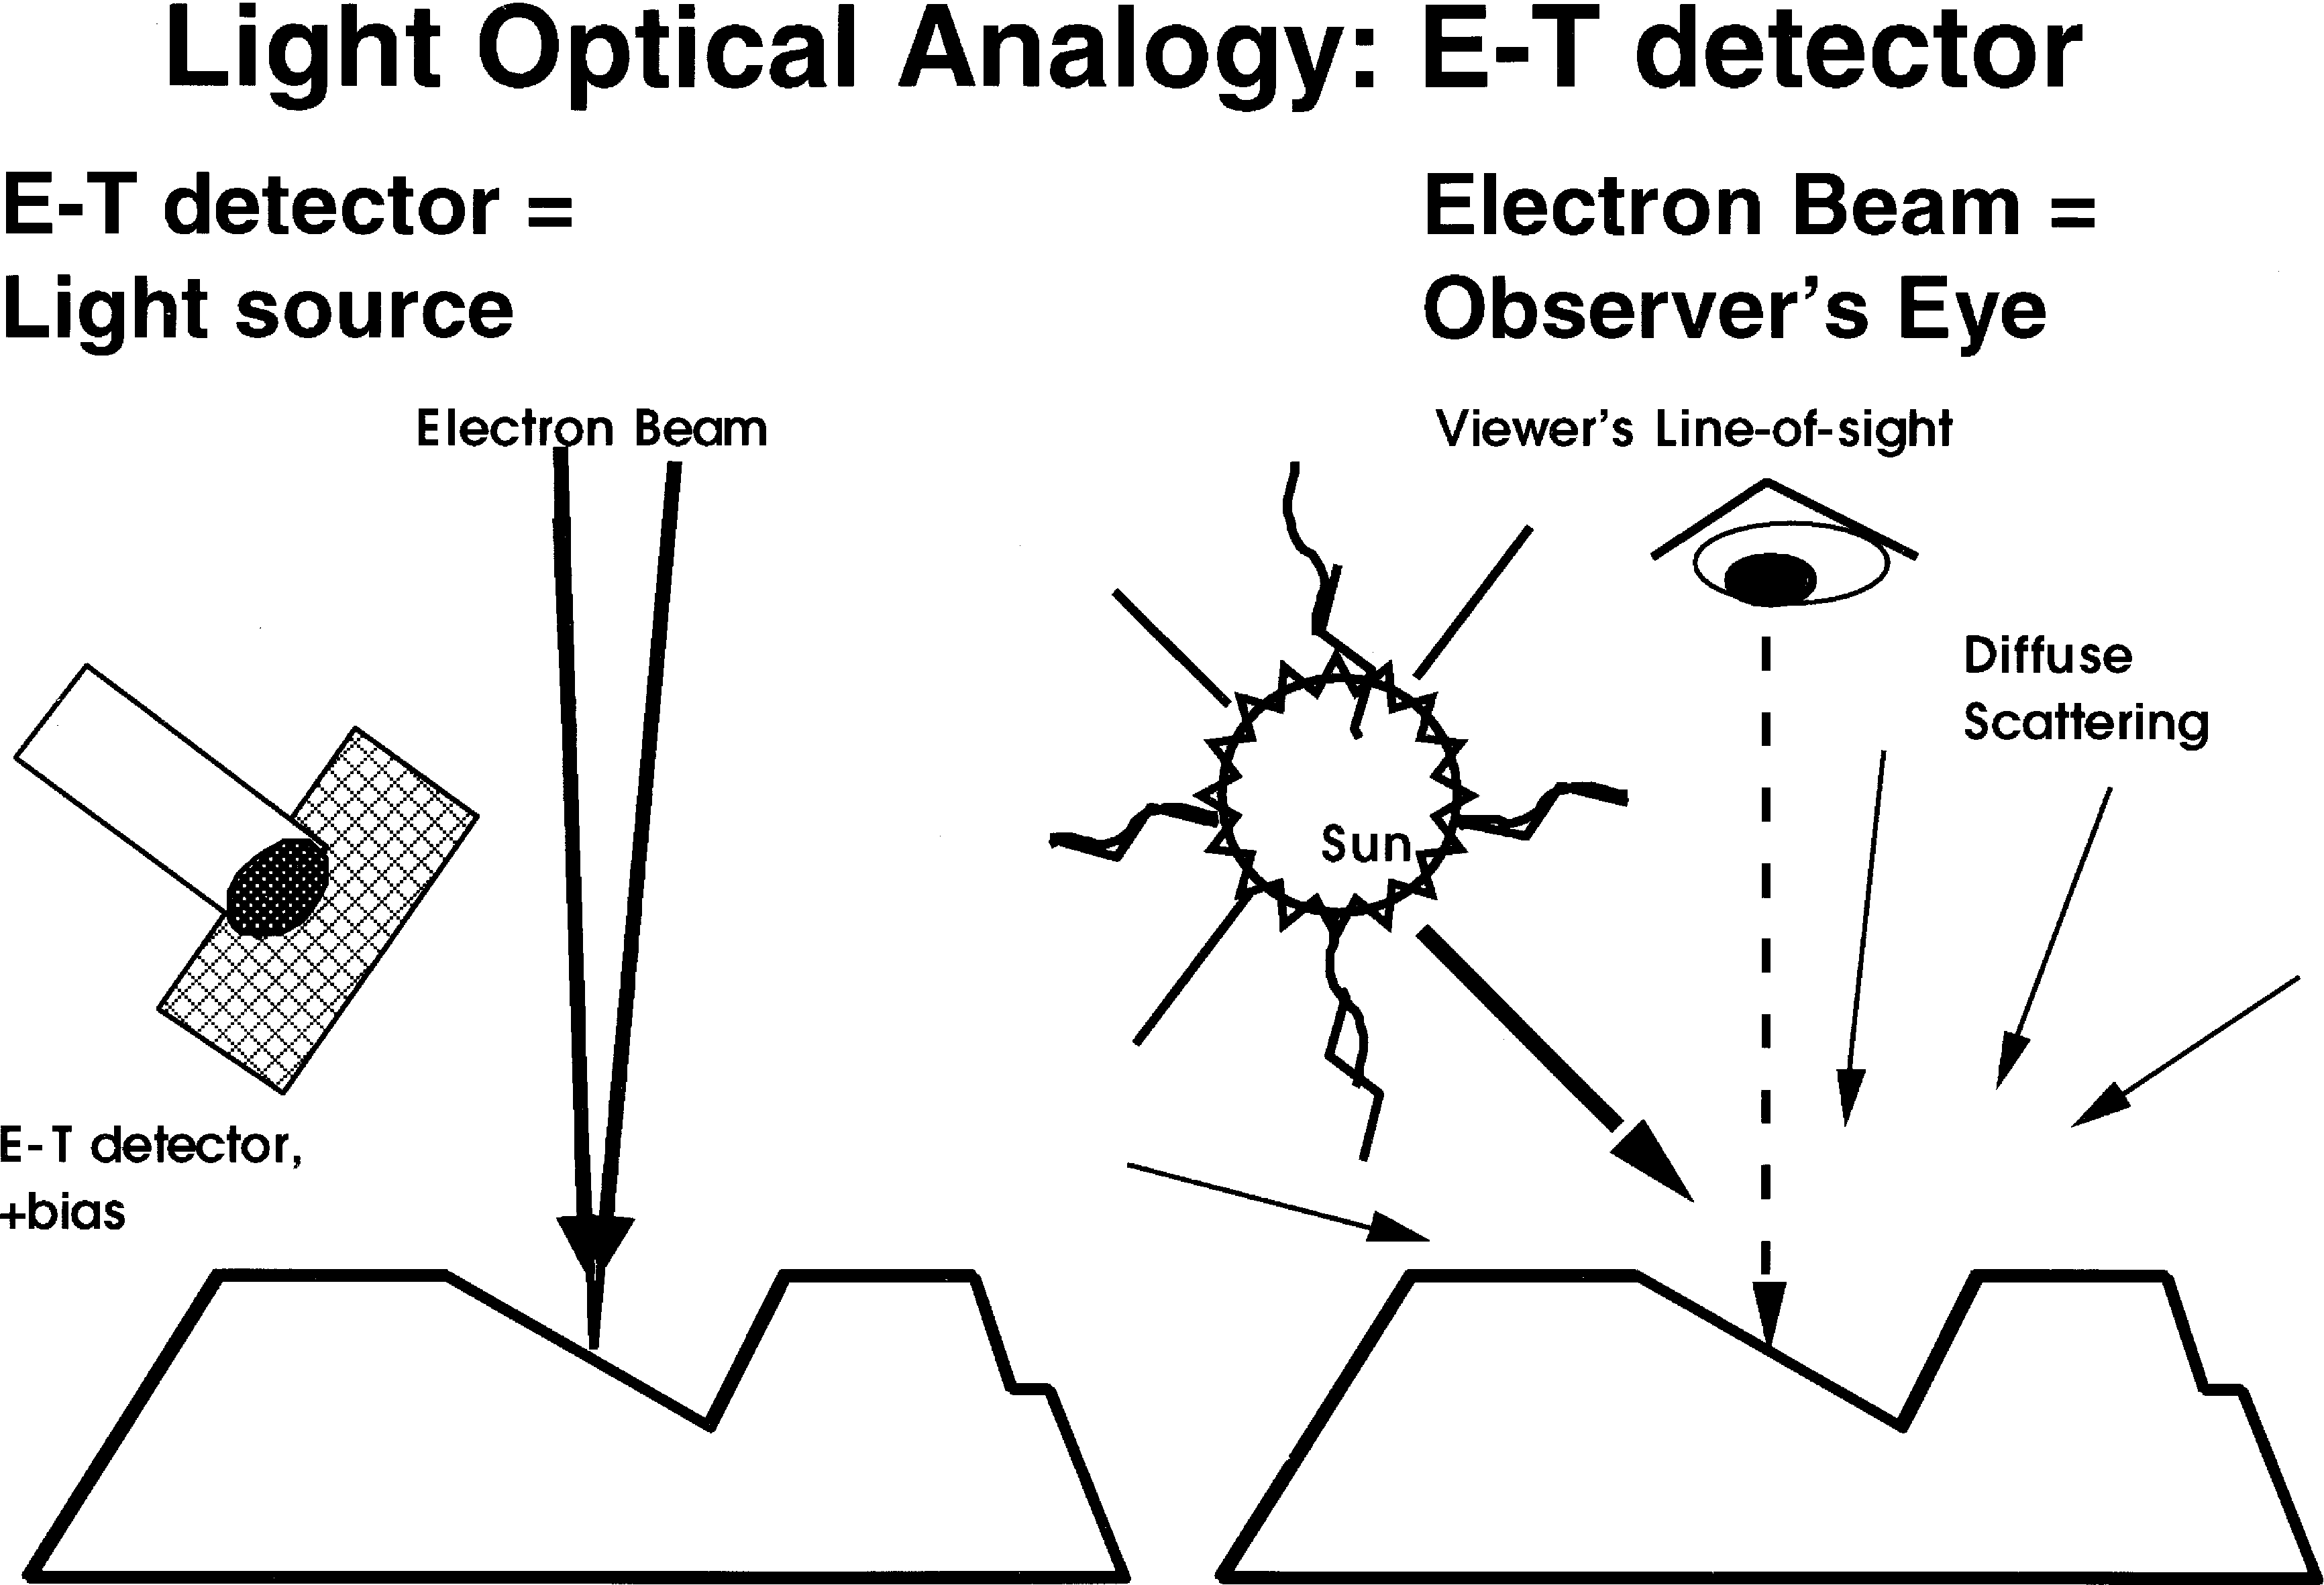 Light Optical Analogy: E-T detector
E-T detector =
Light source
Electron Beam =
Observer's Eye
Electron Beam
Viewer's Line-of-sight
Diffuse
Scattering
Sun
E-T detector,
+bias